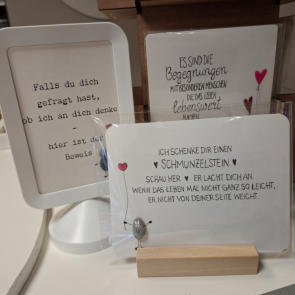 Falls du dich
gefragt hast,
ob ich an dich denke
-
hier ist der
Beweis
ES SIND DIE
Begegnungen
MIT BESONDEREN MENSCHEN
DIE DAS LEBEN
lebenswert
MACHEN
ICH SCHENKE DIR EINEN
SCHMUNZELSTEIN
SCHAU HER ♥ ER LACHT DICH AN.
WENN DAS LEBEN MAL NICHT GANZ SO LEICHT,
ER NICHT VON DEINER SEITE WEICHT.